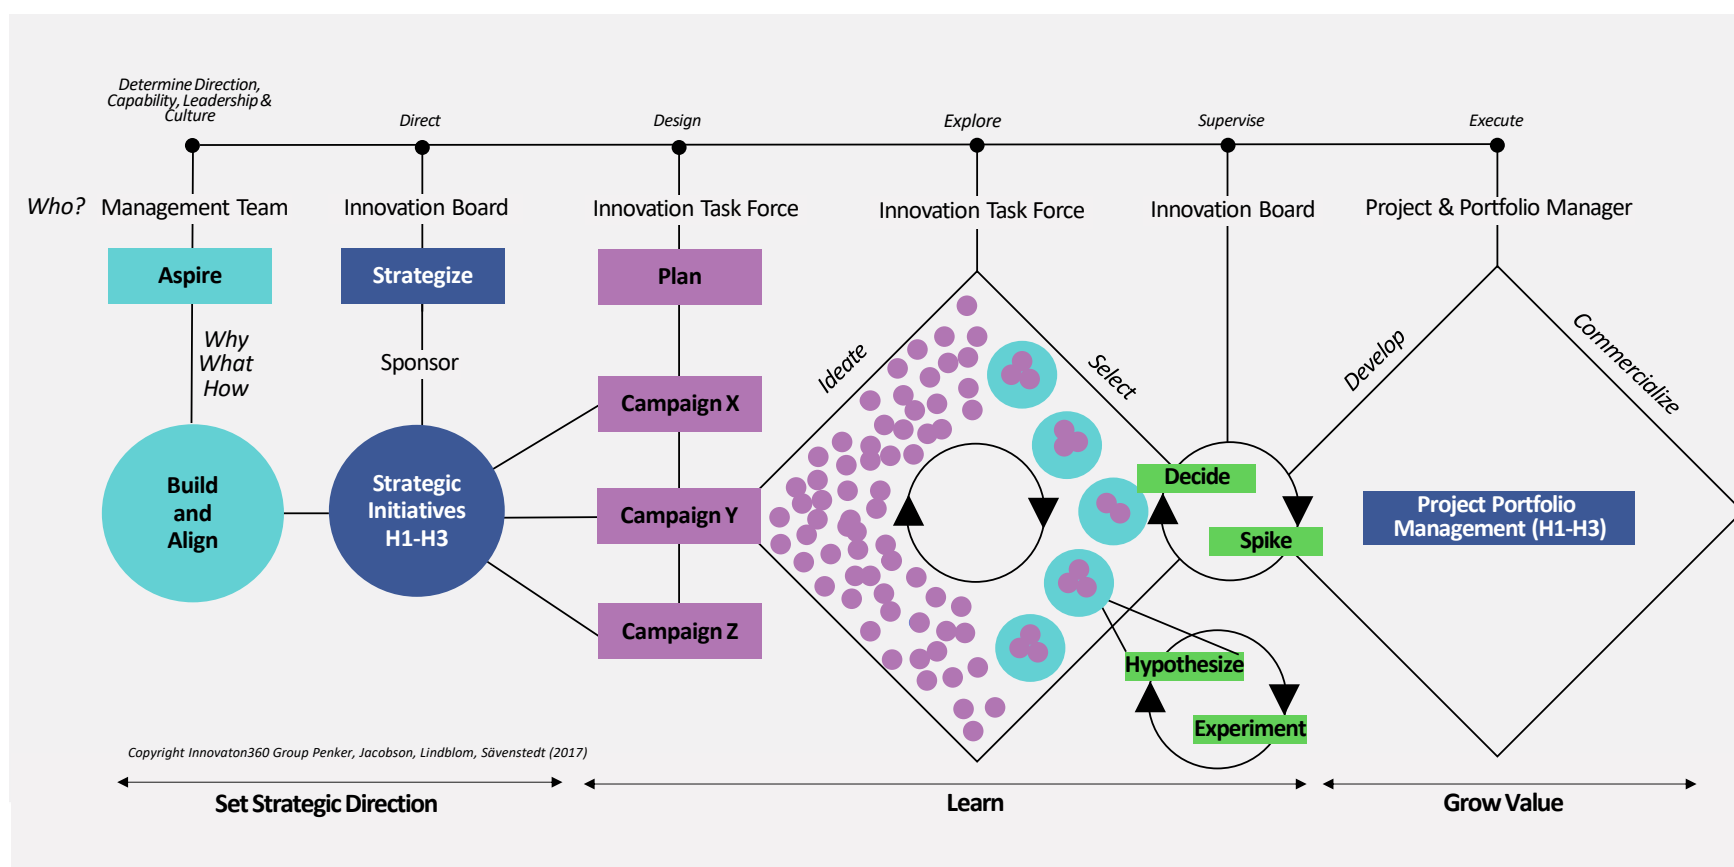 Determine Direction,
Capability, Leadership &
Culture
Direct
Design
Explore
Supervise
Execute
Who?
Management Team
Innovation Board
Innovation Task Force
Innovation Task Force
Innovation Board
Project & Portfolio Manager
Aspire
Strategize
Plan
Why
What
How
Sponsor
Ideate
Select
Develop
Commercialize
Campaign X
Build
and
Align
Strategic
Initiatives
H1-H3
Campaign Y
Decide
Spike
Project Portfolio
Management (H1-H3)
Campaign Z
Hypothesize
Experiment
Copyright Innovaton360 Group Penker, Jacobson, Lindblom, Sävenstedt (2017)
Set Strategic Direction
Learn
Grow Value